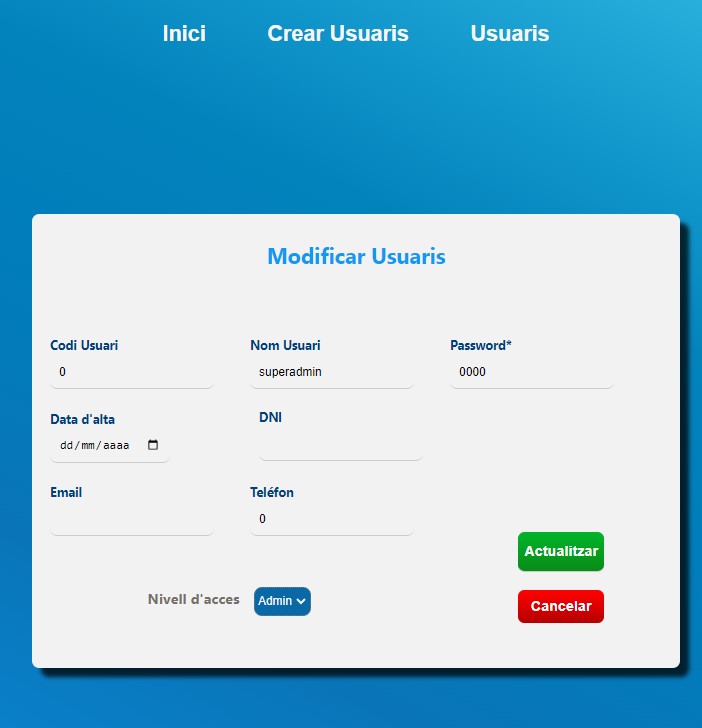 Inici Crear Usuaris Usuaris
Modificar Usuaris
Codi Usuari Nom Usuari Password*
0 superadmin 0000
Data d'alta DNI
dd/mm/aaaa
Email Teléfon
0
Actualitzar
Nivell d'acces Admin Cancelar